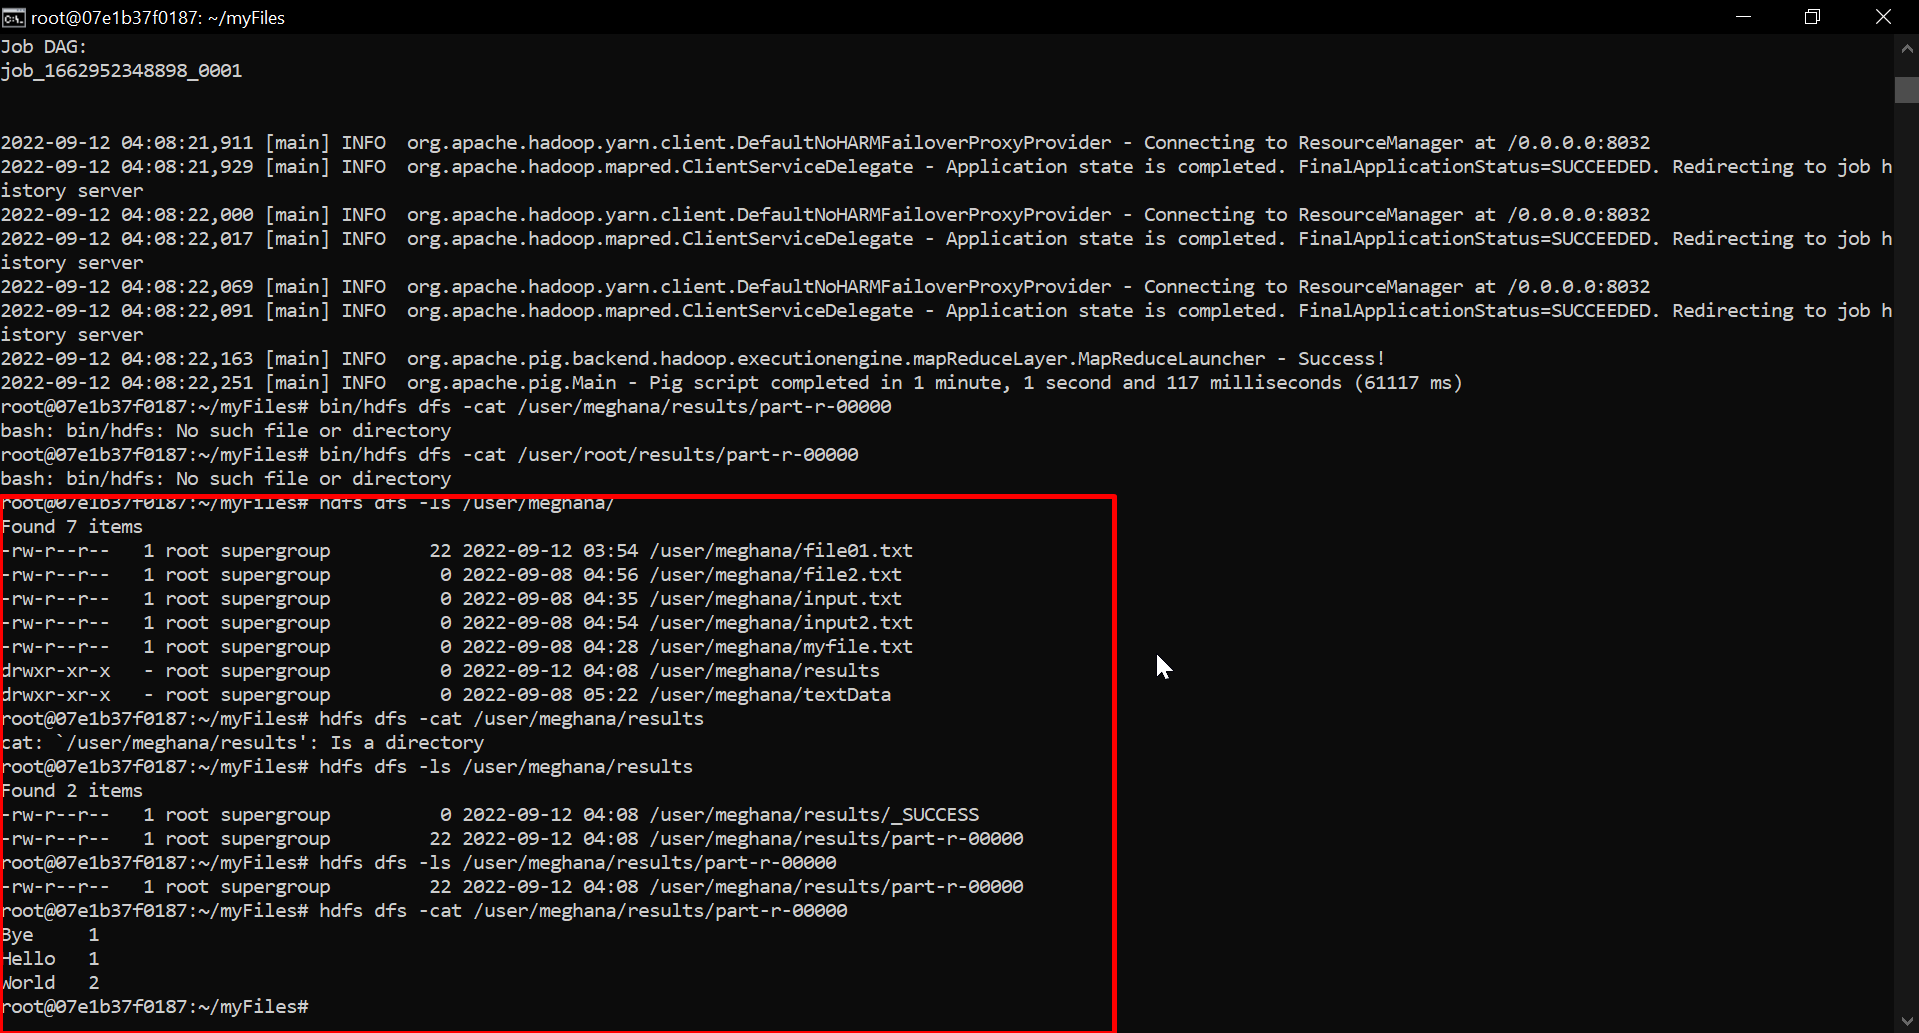 root@07e1b37f0187: ~/myFiles
Job DAG:
job_1662952348898_0001
2022-09-12 04:08:21,911 [main] INFO  org.apache.hadoop.yarn.client.DefaultNoHARMFailoverProxyProvider - Connecting to ResourceManager at /0.0.0.0:8032
2022-09-12 04:08:21,929 [main] INFO  org.apache.hadoop.mapred.ClientServiceDelegate - Application state is completed. FinalApplicationStatus=SUCCEEDED. Redirecting to job h
istory server
2022-09-12 04:08:22,000 [main] INFO  org.apache.hadoop.yarn.client.DefaultNoHARMFailoverProxyProvider - Connecting to ResourceManager at /0.0.0.0:8032
2022-09-12 04:08:22,017 [main] INFO  org.apache.hadoop.mapred.ClientServiceDelegate - Application state is completed. FinalApplicationStatus=SUCCEEDED. Redirecting to job h
istory server
2022-09-12 04:08:22,069 [main] INFO  org.apache.hadoop.yarn.client.DefaultNoHARMFailoverProxyProvider - Connecting to ResourceManager at /0.0.0.0:8032
2022-09-12 04:08:22,091 [main] INFO  org.apache.hadoop.mapred.ClientServiceDelegate - Application state is completed. FinalApplicationStatus=SUCCEEDED. Redirecting to job h
istory server
2022-09-12 04:08:22,163 [main] INFO  org.apache.pig.backend.hadoop.executionengine.mapReduceLayer.MapReduceLauncher - Success!
2022-09-12 04:08:22,251 [main] INFO  org.apache.pig.Main - Pig script completed in 1 minute, 1 second and 117 milliseconds (61117 ms)
root@07e1b37f0187:~/myFiles# bin/hdfs dfs -cat /user/meghana/results/part-r-00000
bash: bin/hdfs: No such file or directory
root@07e1b37f0187:~/myFiles# bin/hdfs dfs -cat /user/root/results/part-r-00000
bash: bin/hdfs: No such file or directory
root@07e1b37f0187:~/myFiles# hdfs dfs -ls /user/meghana/
Found 7 items
-rw-r--r--   1 root supergroup         22 2022-09-12 03:54 /user/meghana/file01.txt
-rw-r--r--   1 root supergroup          0 2022-09-08 04:56 /user/meghana/file2.txt
-rw-r--r--   1 root supergroup          0 2022-09-08 04:35 /user/meghana/input.txt
-rw-r--r--   1 root supergroup          0 2022-09-08 04:54 /user/meghana/input2.txt
-rw-r--r--   1 root supergroup          0 2022-09-08 04:28 /user/meghana/myfile.txt
drwxr-xr-x   - root supergroup          0 2022-09-12 04:08 /user/meghana/results
drwxr-xr-x   - root supergroup          0 2022-09-08 05:22 /user/meghana/textData
root@07e1b37f0187:~/myFiles# hdfs dfs -cat /user/meghana/results
cat: `/user/meghana/results': Is a directory
root@07e1b37f0187:~/myFiles# hdfs dfs -ls /user/meghana/results
Found 2 items
-rw-r--r--   1 root supergroup          0 2022-09-12 04:08 /user/meghana/results/_SUCCESS
-rw-r--r--   1 root supergroup         22 2022-09-12 04:08 /user/meghana/results/part-r-00000
root@07e1b37f0187:~/myFiles# hdfs dfs -ls /user/meghana/results/part-r-00000
-rw-r--r--   1 root supergroup         22 2022-09-12 04:08 /user/meghana/results/part-r-00000
root@07e1b37f0187:~/myFiles# hdfs dfs -cat /user/meghana/results/part-r-00000
Bye     1
Hello   1
World   2
root@07e1b37f0187:~/myFiles#